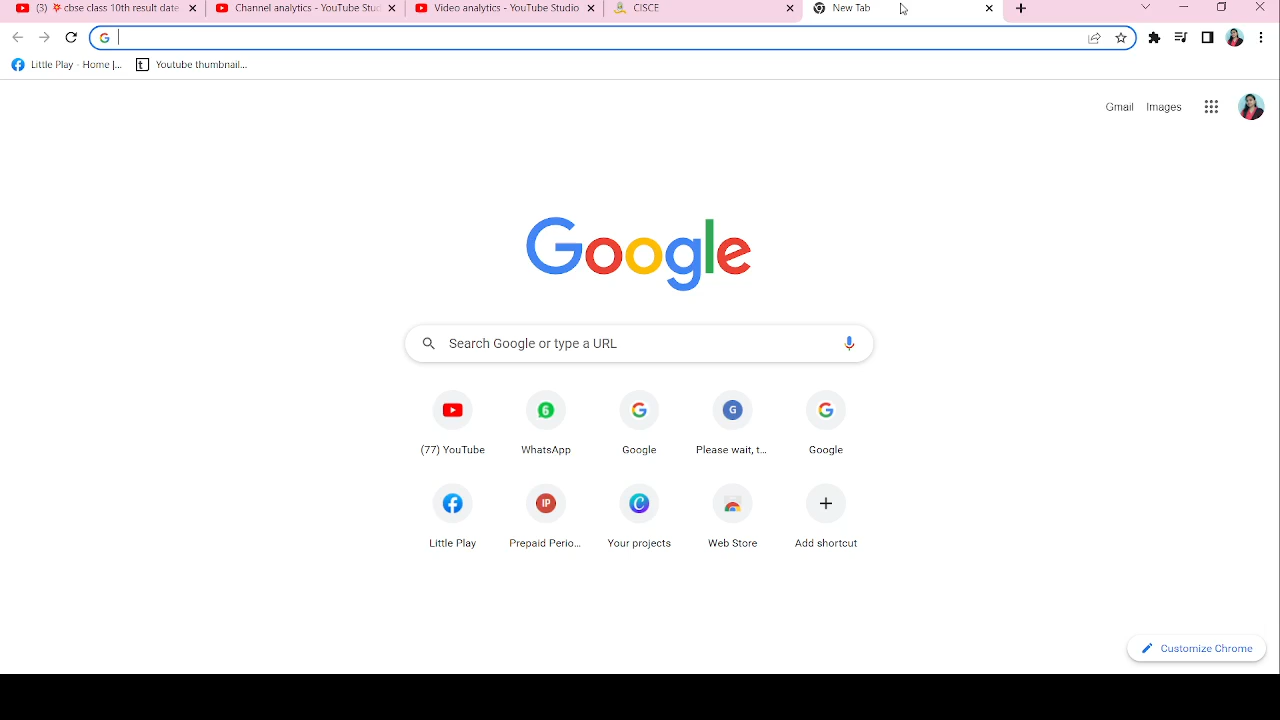 (3) cbse class 10th result date
Channel analytics - YouTube Stud
Video analytics - YouTube Studio
CISCE
New Tab
Little Play - Home |...
Youtube thumbnail...
Gmail
Images
Google
Search Google or type a URL
(77) YouTube
WhatsApp
Google
Please wait, t...
Google
Little Play
Prepaid Perio...
Your projects
Web Store
Add shortcut
Customize Chrome